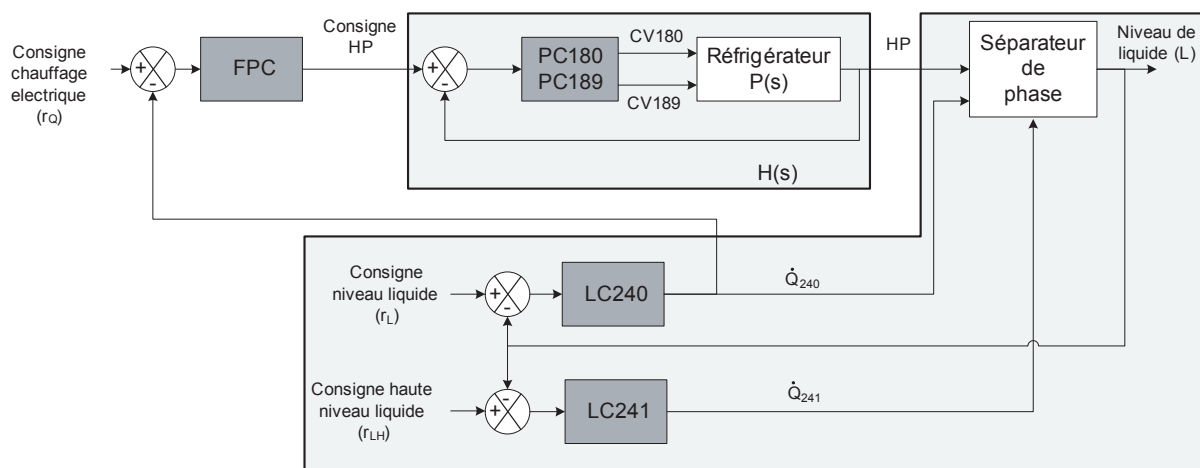 Consigne
chauffage
electrique
(rQ)
+
-
FPC
Consigne
HP
+
-
PC180
PC189
CV180
CV189
Réfrigérateur
P(s)
H(s)
HP
Séparateur
de
phase
Niveau de
liquide (L)
Consigne
niveau liquide
(rL)
+
-
LC240
Q̇240
Consigne haute
niveau liquide
(rLH)
-
+
LC241
Q̇241